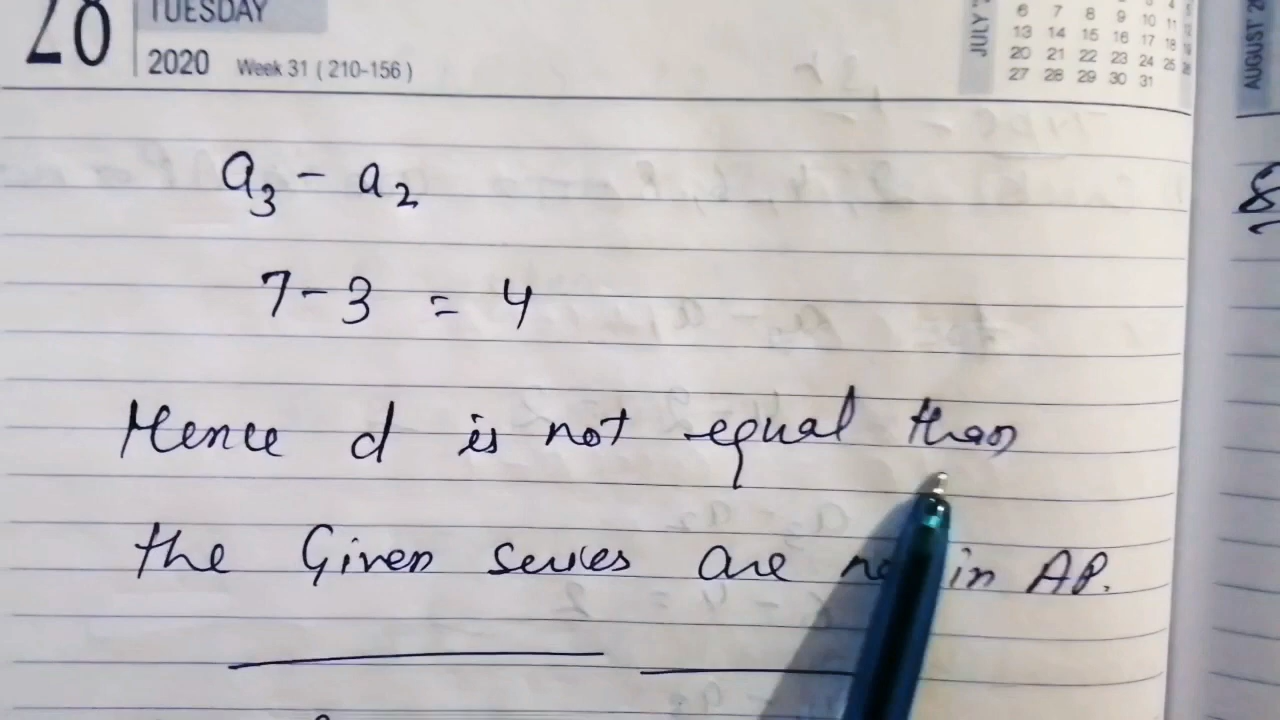 28 TUESDAY
2020 Week 31 (210-156)
JULY
6 7 8 9 10 11
13 14 15 16 17 18
20 21 22 23 24 25
27 28 29 30 31
AUGUST
a₃ - a₂
7 - 3 = 4
Hence d is not equal than
the Given series are in AP.